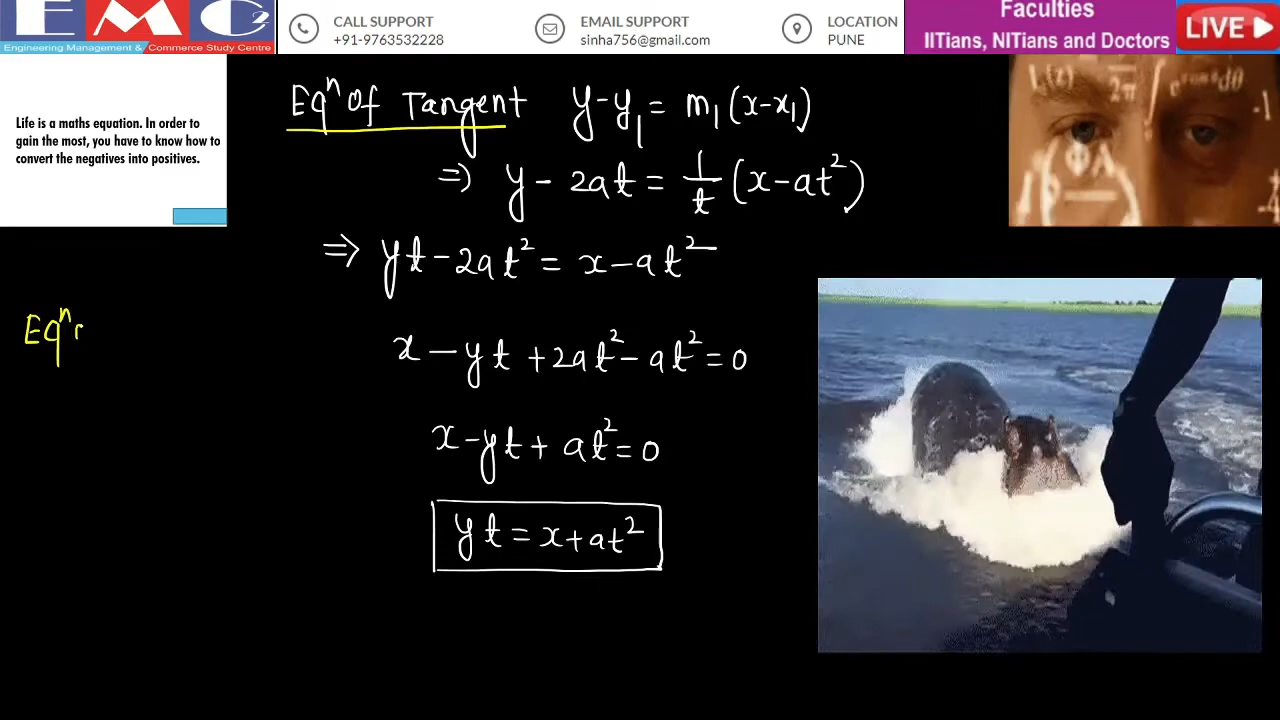 EMC2
Engineering Management & Commerce Study Centre
CALL SUPPORT
+91-9763532228
EMAIL SUPPORT
sinha756@gmail.com
LOCATION
PUNE
Faculties
IITians, NITians and Doctors
LIVE
Life is a maths equation. In order to
gain the most, you have to know how to
convert the negatives into positives.
Eqⁿ Of Tangent y-y₁ = m₁(x-x₁)
⇒ y - 2at = 1/t (x-at²)
⇒ yt - 2at² = x - at²
Eqⁿ
x - yt + 2at² - at² = 0
x - yt + at² = 0
yt = x + at²